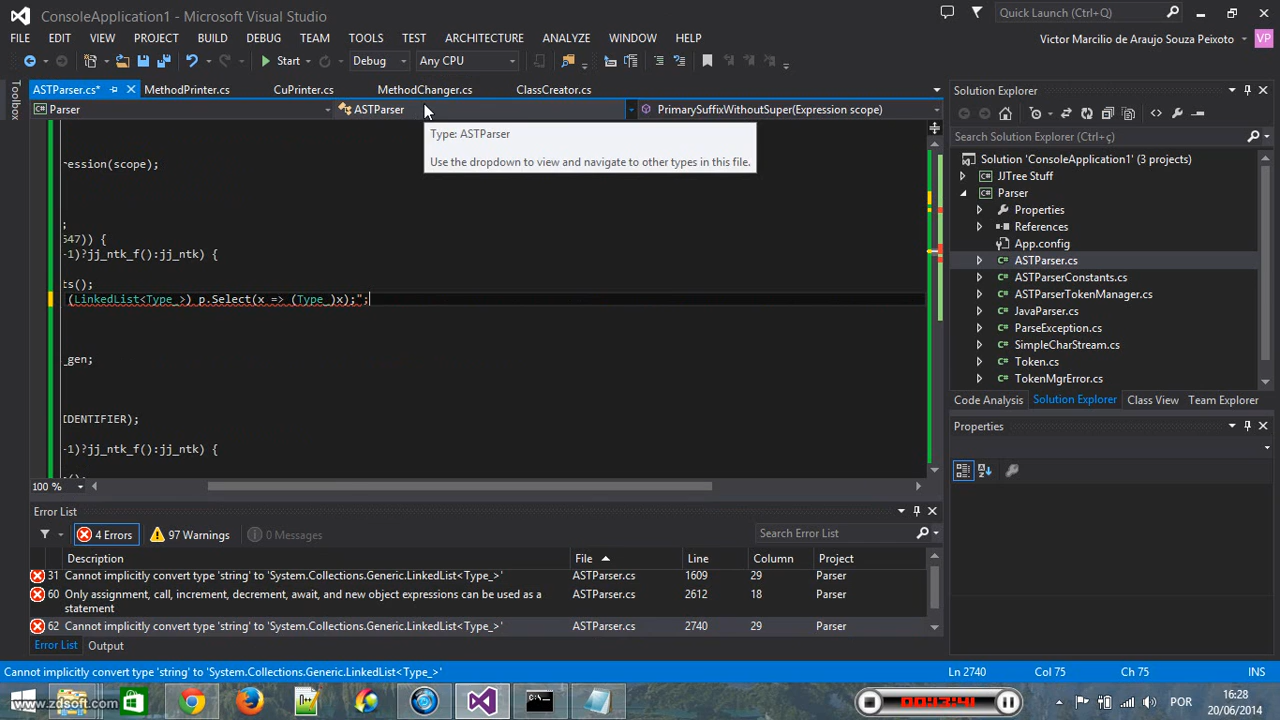 ConsoleApplication1 - Microsoft Visual Studio
Quick Launch (Ctrl+Q)
FILE EDIT VIEW PROJECT BUILD DEBUG TEAM TOOLS TEST ARCHITECTURE ANALYZE WINDOW HELP
Victor Marcilio de Araujo Souza Peixoto VP
Start Debug Any CPU
Toolbox
ASTParser.cs* MethodPrinter.cs CuPrinter.cs MethodChanger.cs ClassCreator.cs
Parser ASTParser PrimarySuffixWithoutSuper(Expression scope)
Type: ASTParser
Use the dropdown to view and navigate to other types in this file.
ression(scope);
;
647)) {
-1)?jj_ntk_f():jj_ntk) {
ts();
(LinkedList<Type_>) p.Select(x => (Type_)x);";
_gen;
IDENTIFIER);
-1)?jj_ntk_f():jj_ntk) {
100 %
Solution Explorer
Search Solution Explorer (Ctrl+ç)
Solution 'ConsoleApplication1' (3 projects)
JJTree Stuff
C# Parser
Properties
References
App.config
C# ASTParser.cs
C# ASTParserConstants.cs
C# ASTParserTokenManager.cs
C# JavaParser.cs
C# ParseException.cs
C# SimpleCharStream.cs
C# Token.cs
C# TokenMgrError.cs
Code Analysis Solution Explorer Class View Team Explorer
Properties
Error List
4 Errors 97 Warnings 0 Messages
Search Error List
Description File Line Column Project
31 Cannot implicitly convert type 'string' to 'System.Collections.Generic.LinkedList<Type_>' ASTParser.cs 1609 29 Parser
60 Only assignment, call, increment, decrement, await, and new object expressions can be used as a statement ASTParser.cs 2612 18 Parser
62 Cannot implicitly convert type 'string' to 'System.Collections.Generic.LinkedList<Type_>' ASTParser.cs 2740 29 Parser
Error List Output
Cannot implicitly convert type 'string' to 'System.Collections.Generic.LinkedList<Type_>'
Ln 2740 Col 75 Ch 75 INS
www.zdsoft.com
00:13:41
POR
16:28
20/06/2014